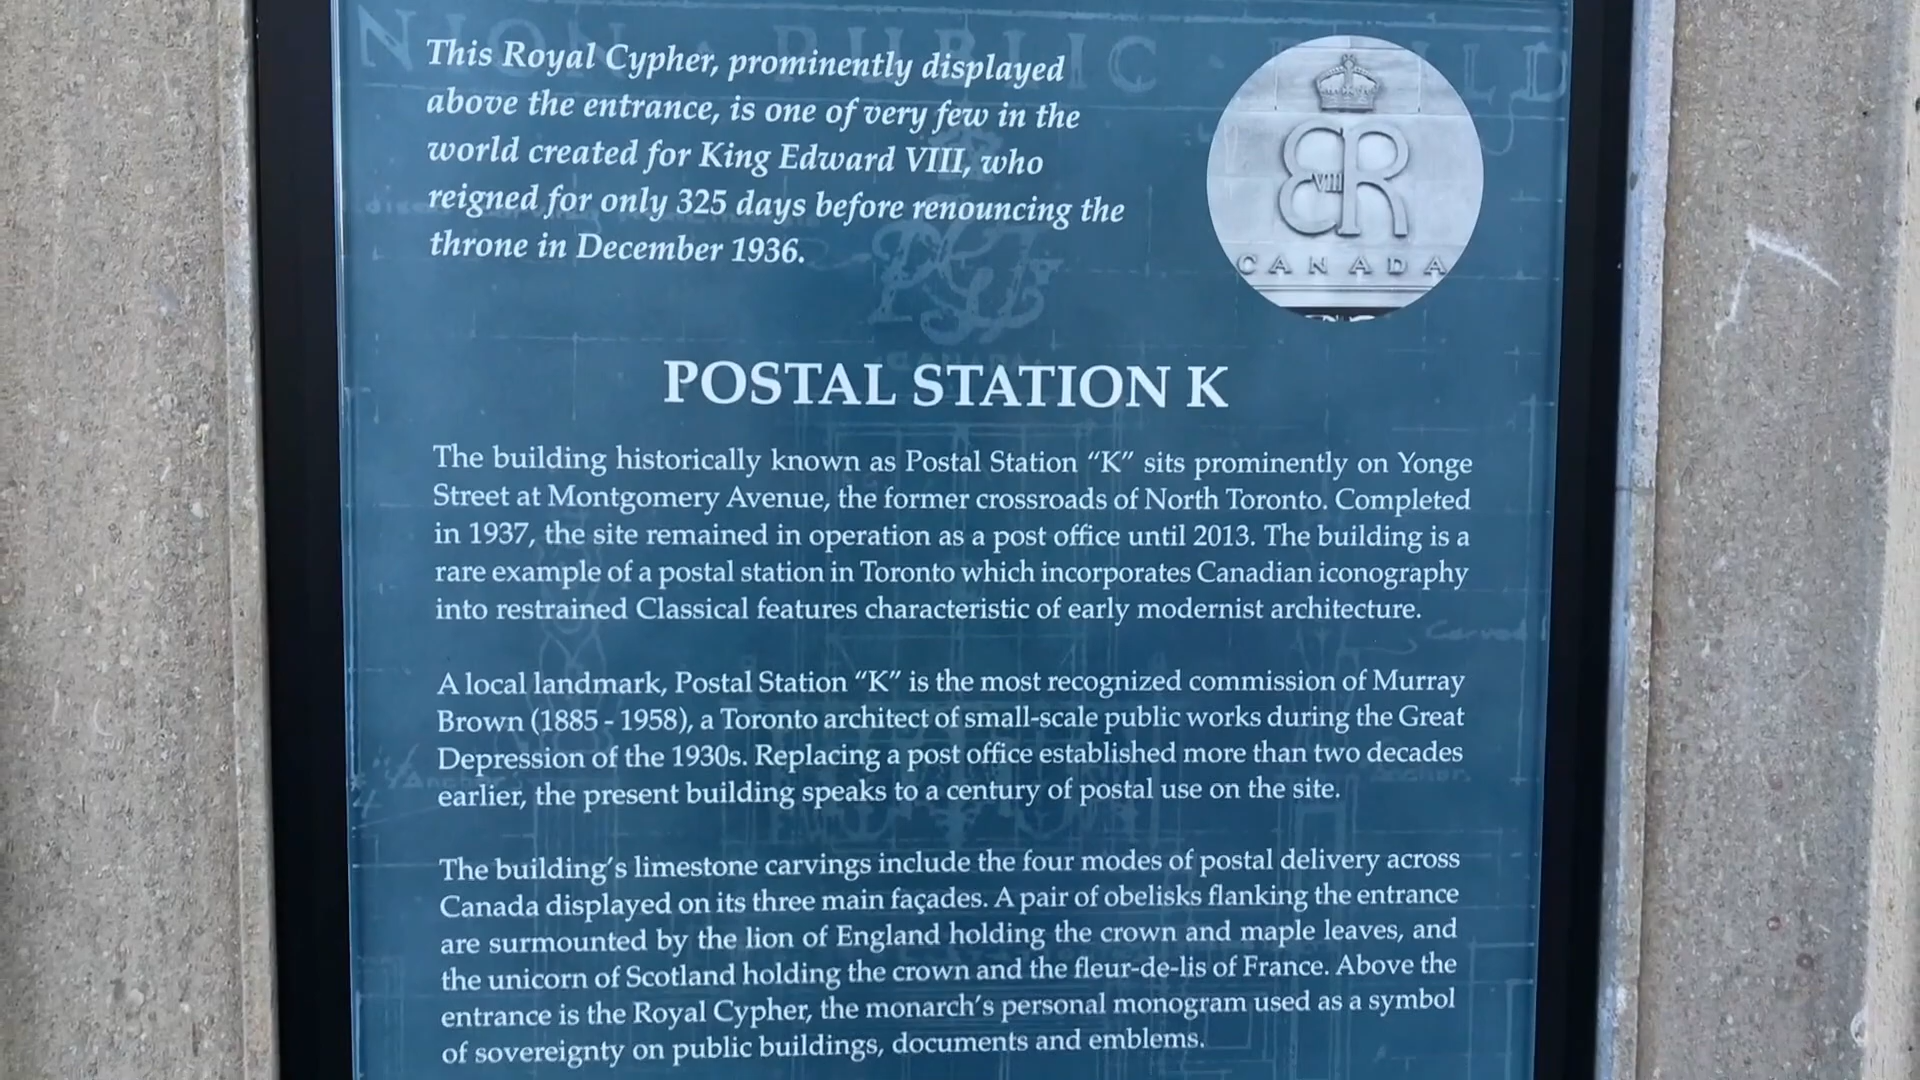 This Royal Cypher, prominently displayed
above the entrance, is one of very few in the
world created for King Edward VIII, who
reigned for only 325 days before renouncing the
throne in December 1936.
EVIIIR
CANADA
POSTAL STATION K
The building historically known as Postal Station “K” sits prominently on Yonge
Street at Montgomery Avenue, the former crossroads of North Toronto. Completed
in 1937, the site remained in operation as a post office until 2013. The building is a
rare example of a postal station in Toronto which incorporates Canadian iconography
into restrained Classical features characteristic of early modernist architecture.
A local landmark, Postal Station “K” is the most recognized commission of Murray
Brown (1885 - 1958), a Toronto architect of small-scale public works during the Great
Depression of the 1930s. Replacing a post office established more than two decades
earlier, the present building speaks to a century of postal use on the site.
The building’s limestone carvings include the four modes of postal delivery across
Canada displayed on its three main façades. A pair of obelisks flanking the entrance
are surmounted by the lion of England holding the crown and maple leaves, and
the unicorn of Scotland holding the crown and the fleur-de-lis of France. Above the
entrance is the Royal Cypher, the monarch’s personal monogram used as a symbol
of sovereignty on public buildings, documents and emblems.